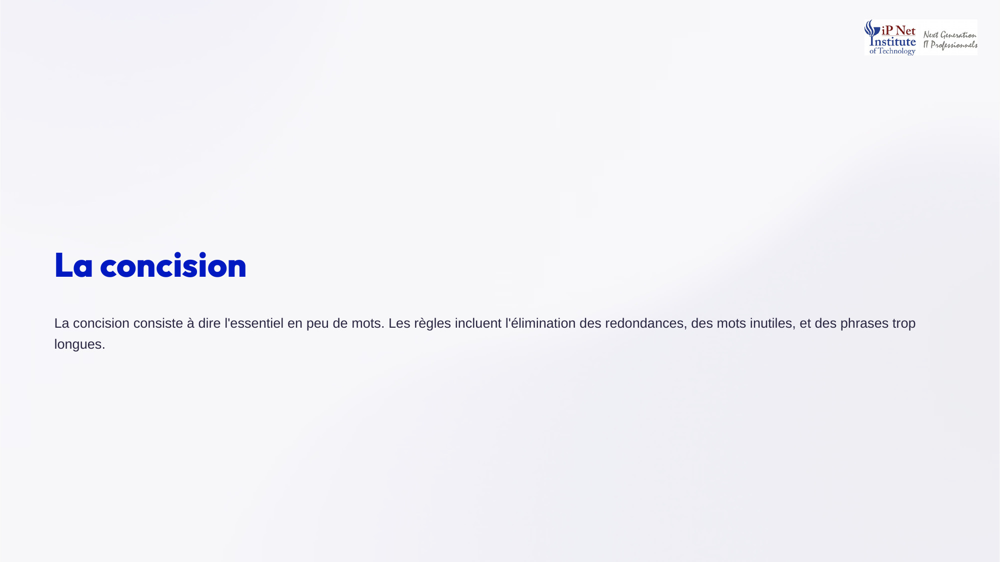 iP Net
Institute
of Technology
Next Generation
IT Professionnels
La concision
La concision consiste à dire l'essentiel en peu de mots. Les règles incluent l'élimination des redondances, des mots inutiles, et des phrases trop
longues.